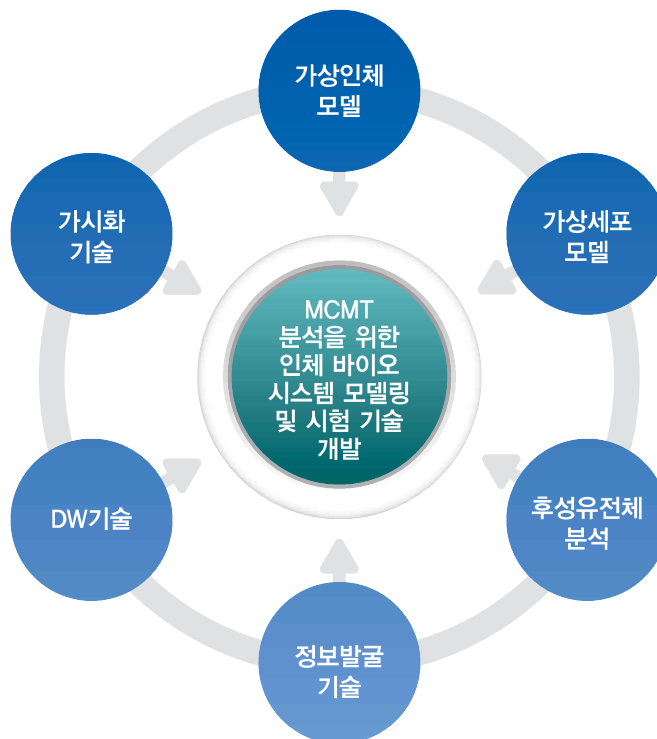 가상인체
모델
가시화
기술
가상세포
모델
MCMT
분석을 위한
인체 바이오
시스템 모델링
및 시험 기술
개발
DW기술
후성유전체
분석
정보발굴
기술